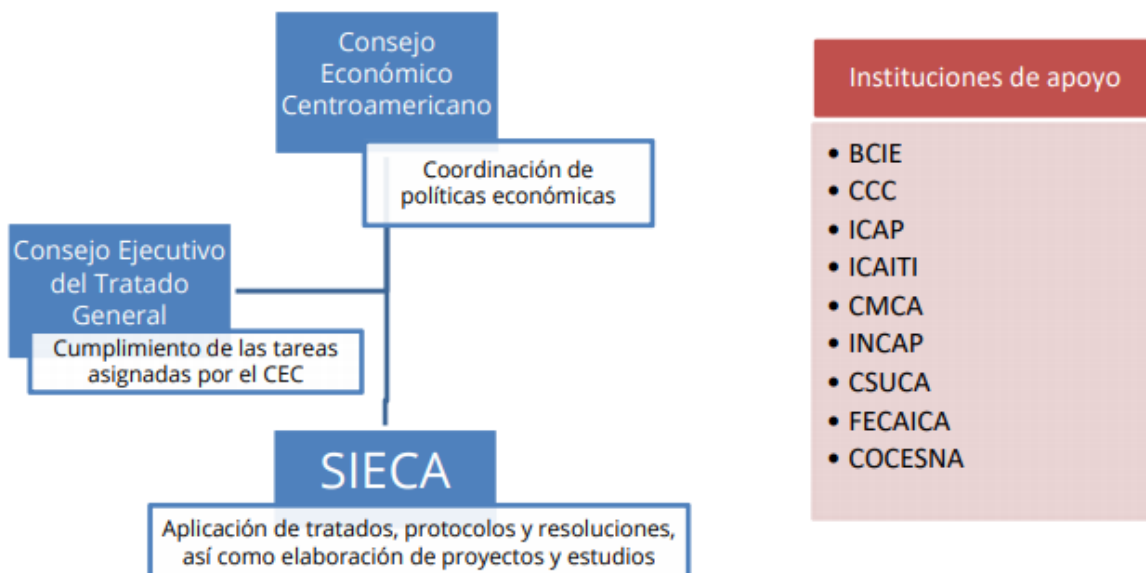 Consejo
Económico
Centroamericano
Coordinación de
políticas económicas
Consejo Ejecutivo
del Tratado
General
Cumplimiento de las tareas
asignadas por el CEC
SIECA
Aplicación de tratados, protocolos y resoluciones,
así como elaboración de proyectos y estudios
Instituciones de apoyo
• BCIE
• CCC
• ICAP
• ICAITI
• CMCA
• INCAP
• CSUCA
• FECAICA
• COCESNA